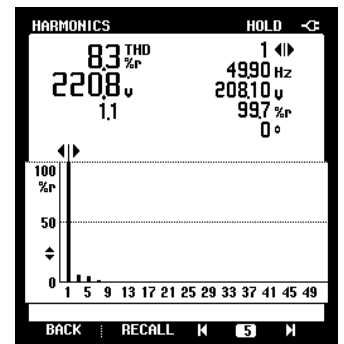 HARMONICS HOLD
8.3 THD %r 1
220.8 v 49.90 Hz
1.1 208.10 v
99.7 %r
0 °
100
%r
50
0
1 5 9 13 17 21 25 29 33 37 41 45 49
BACK RECALL 5